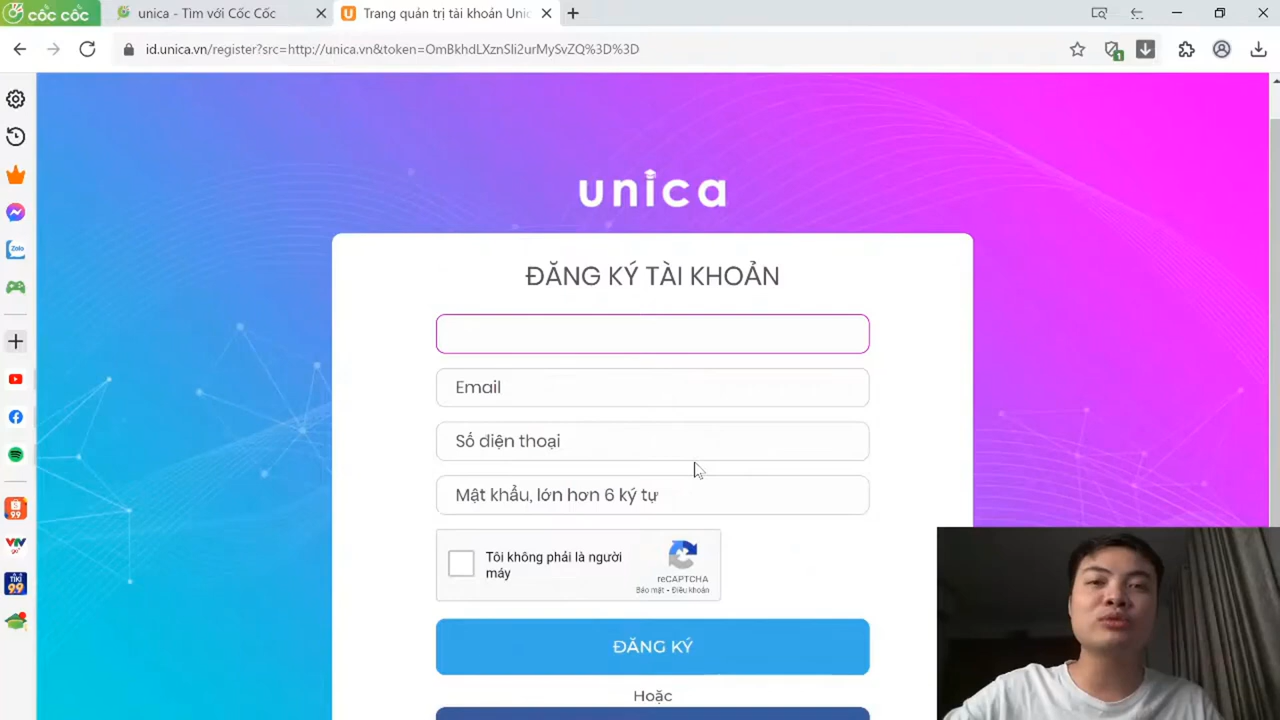 cốc cốc
unica - Tìm với Cốc Cốc
Trang quản trị tài khoản Unic
id.unica.vn/register?src=http://unica.vn&token=OmBkhdLXznSli2urMySvZQ%3D%3D
1
Zalo
unica
ĐĂNG KÝ TÀI KHOẢN
Email
Số điện thoại
Mật khẩu, lớn hơn 6 ký tự
Tôi không phải là người
máy
reCAPTCHA
Bảo mật - Điều khoản
ĐĂNG KÝ
Hoặc